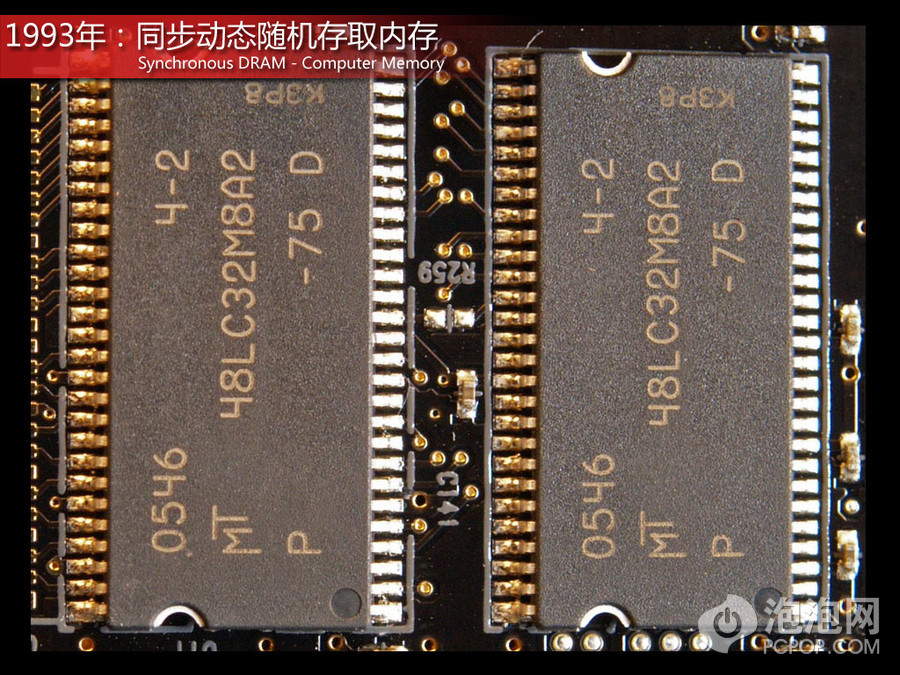 1993年：同步动态随机存取内存
Synchronous DRAM - Computer Memory
K3P8
0546 4-2
MT 48LC32M8A2
P -75 D
K3P8
0546 4-2
MT 48LC32M8A2
P -75 D
R259
C141
泡泡网
PCPOP.COM